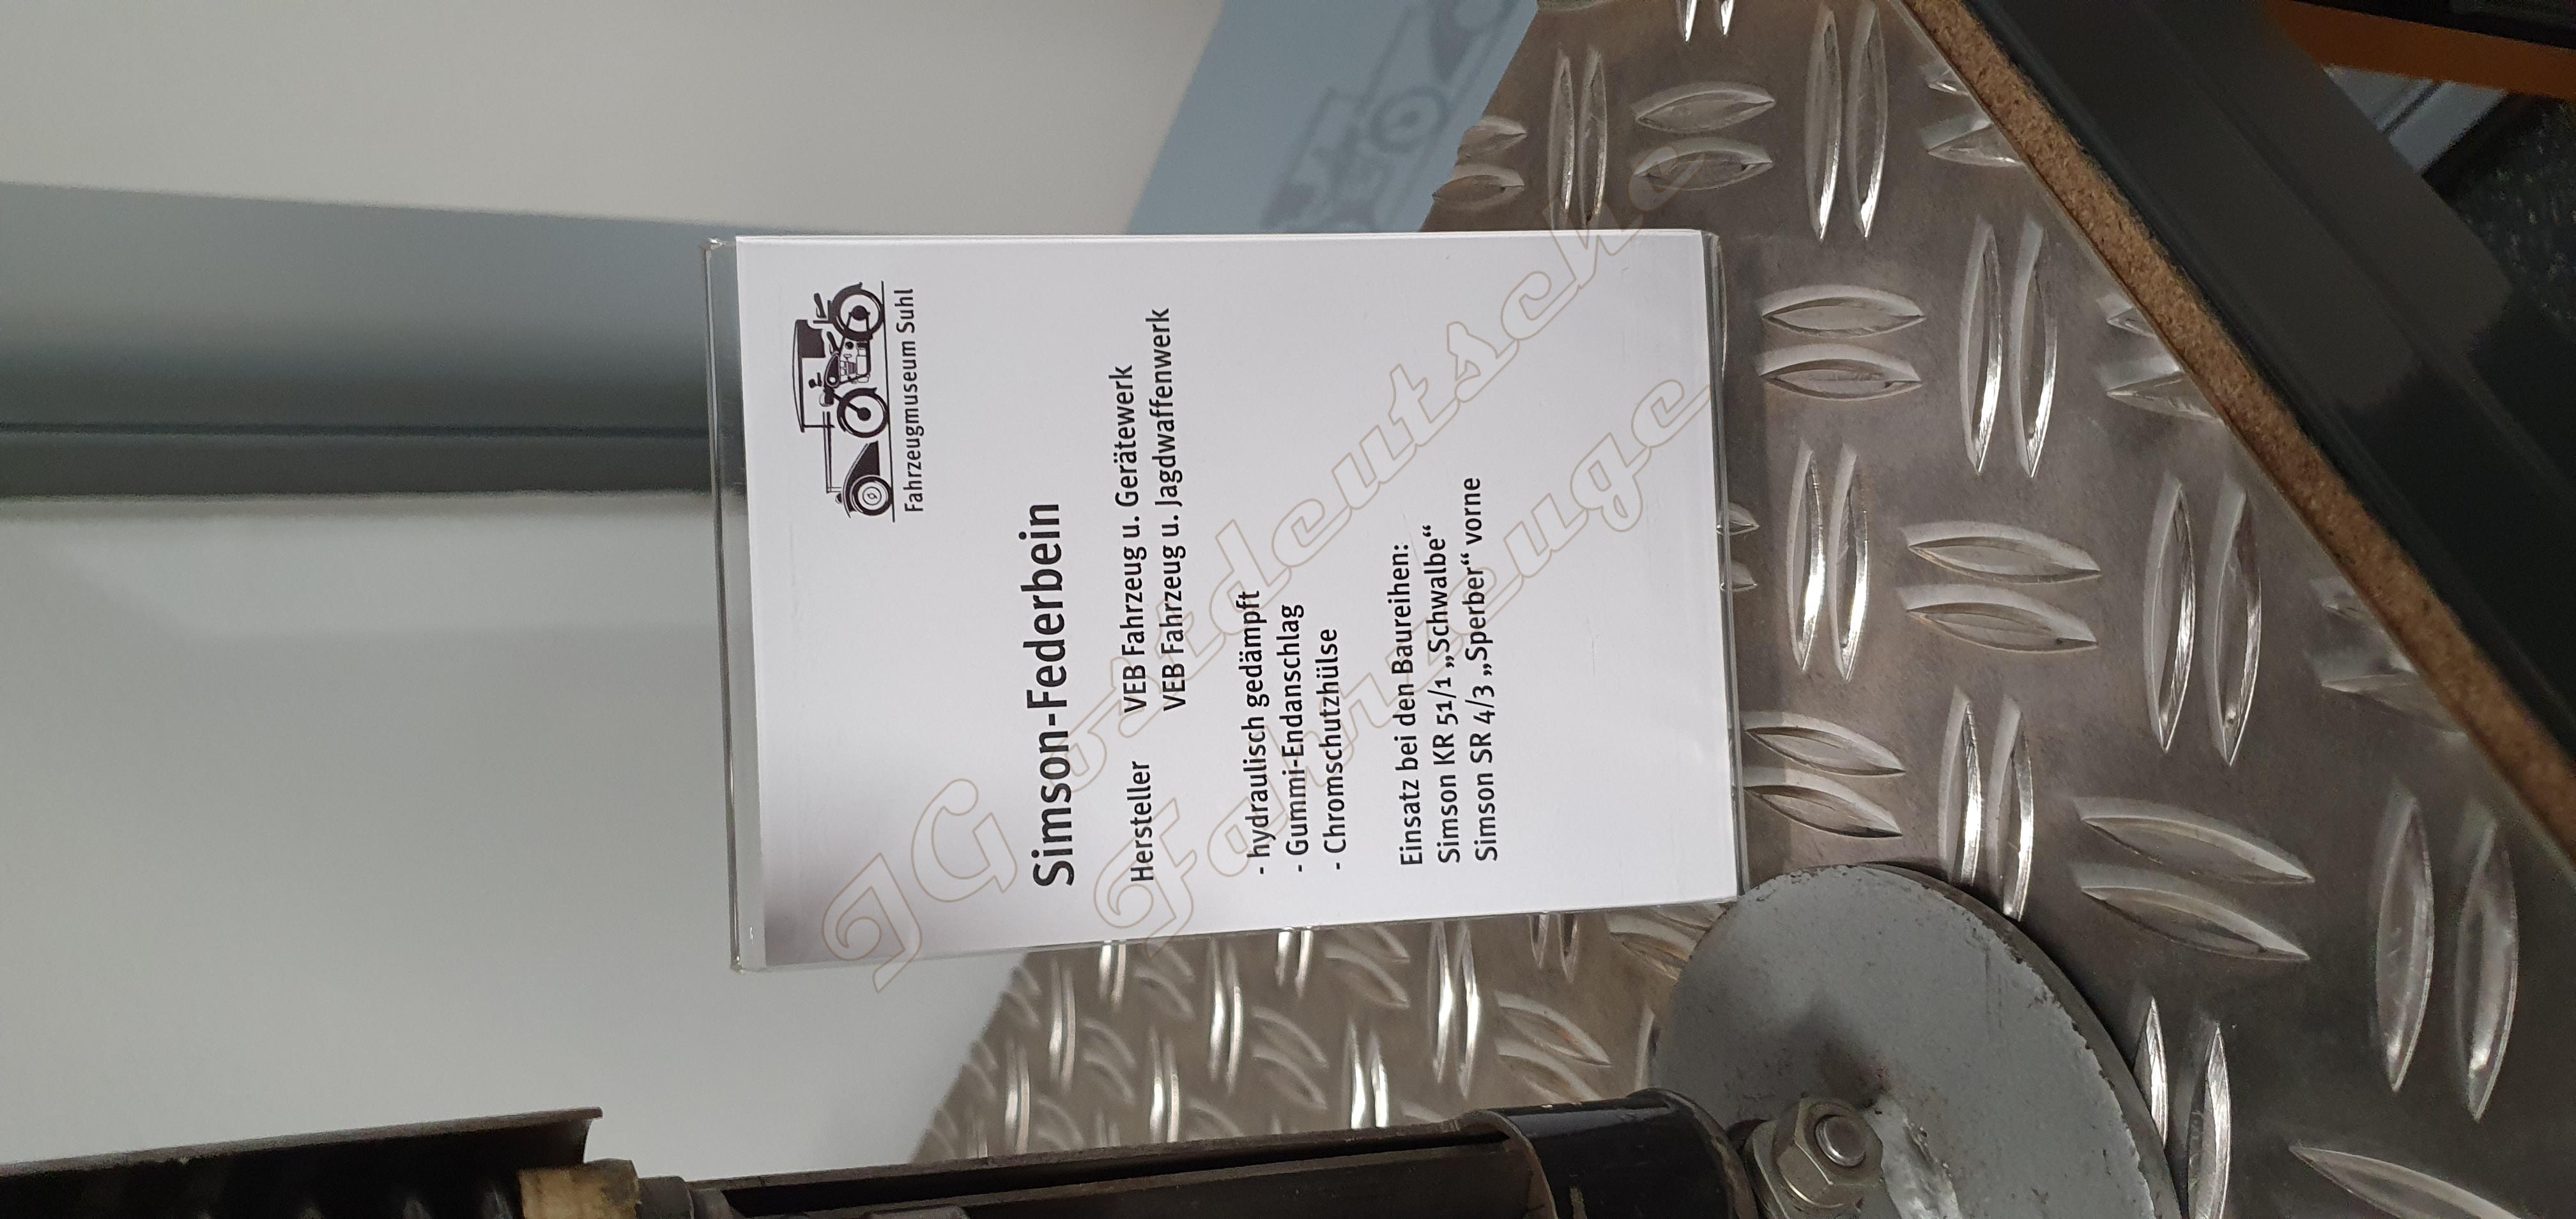 Fahrzeugmuseum Suhl
Simson-Federbein
Hersteller VEB Fahrzeug u. Gerätewerk
VEB Fahrzeug u. Jagdwaffenwerk
- hydraulisch gedämpft
- Gummi-Endanschlag
- Chromschutzhülse
Einsatz bei den Baureihen:
Simson KR 51/1 „Schwalbe“
Simson SR 4/3 „Sperber“ vorne
IG ostdeutsche
Fahrzeuge